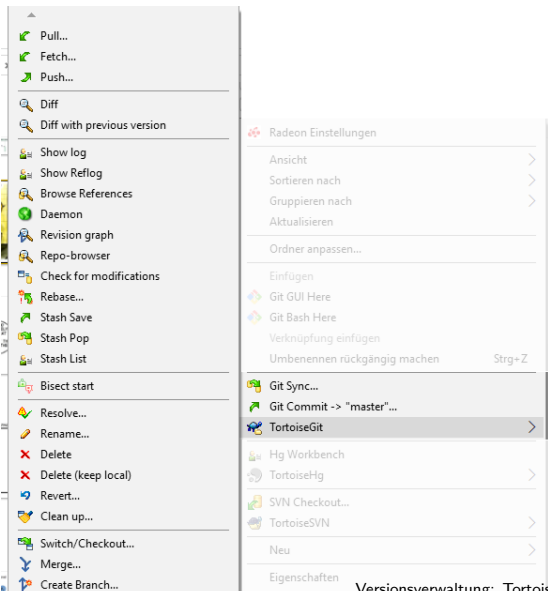 Pull...
Fetch...
Push...
Diff
Diff with previous version
Show log
Show Reflog
Browse References
Daemon
Revision graph
Repo-browser
Check for modifications
Rebase...
Stash Save
Stash Pop
Stash List
Bisect start
Resolve...
Rename...
Delete
Delete (keep local)
Revert...
Clean up...
Switch/Checkout...
Merge...
Create Branch...
Radeon Einstellungen
Ansicht
Sortieren nach
Gruppieren nach
Aktualisieren
Ordner anpassen...
Einfügen
Git GUI Here
Git Bash Here
Verknüpfung einfügen
Umbenennen rückgängig machen Strg+Z
Git Sync...
Git Commit -> "master"...
TortoiseGit
Hg Workbench
TortoiseHg
SVN Checkout...
TortoiseSVN
Neu
Eigenschaften
Versionsverwaltung: Tortois